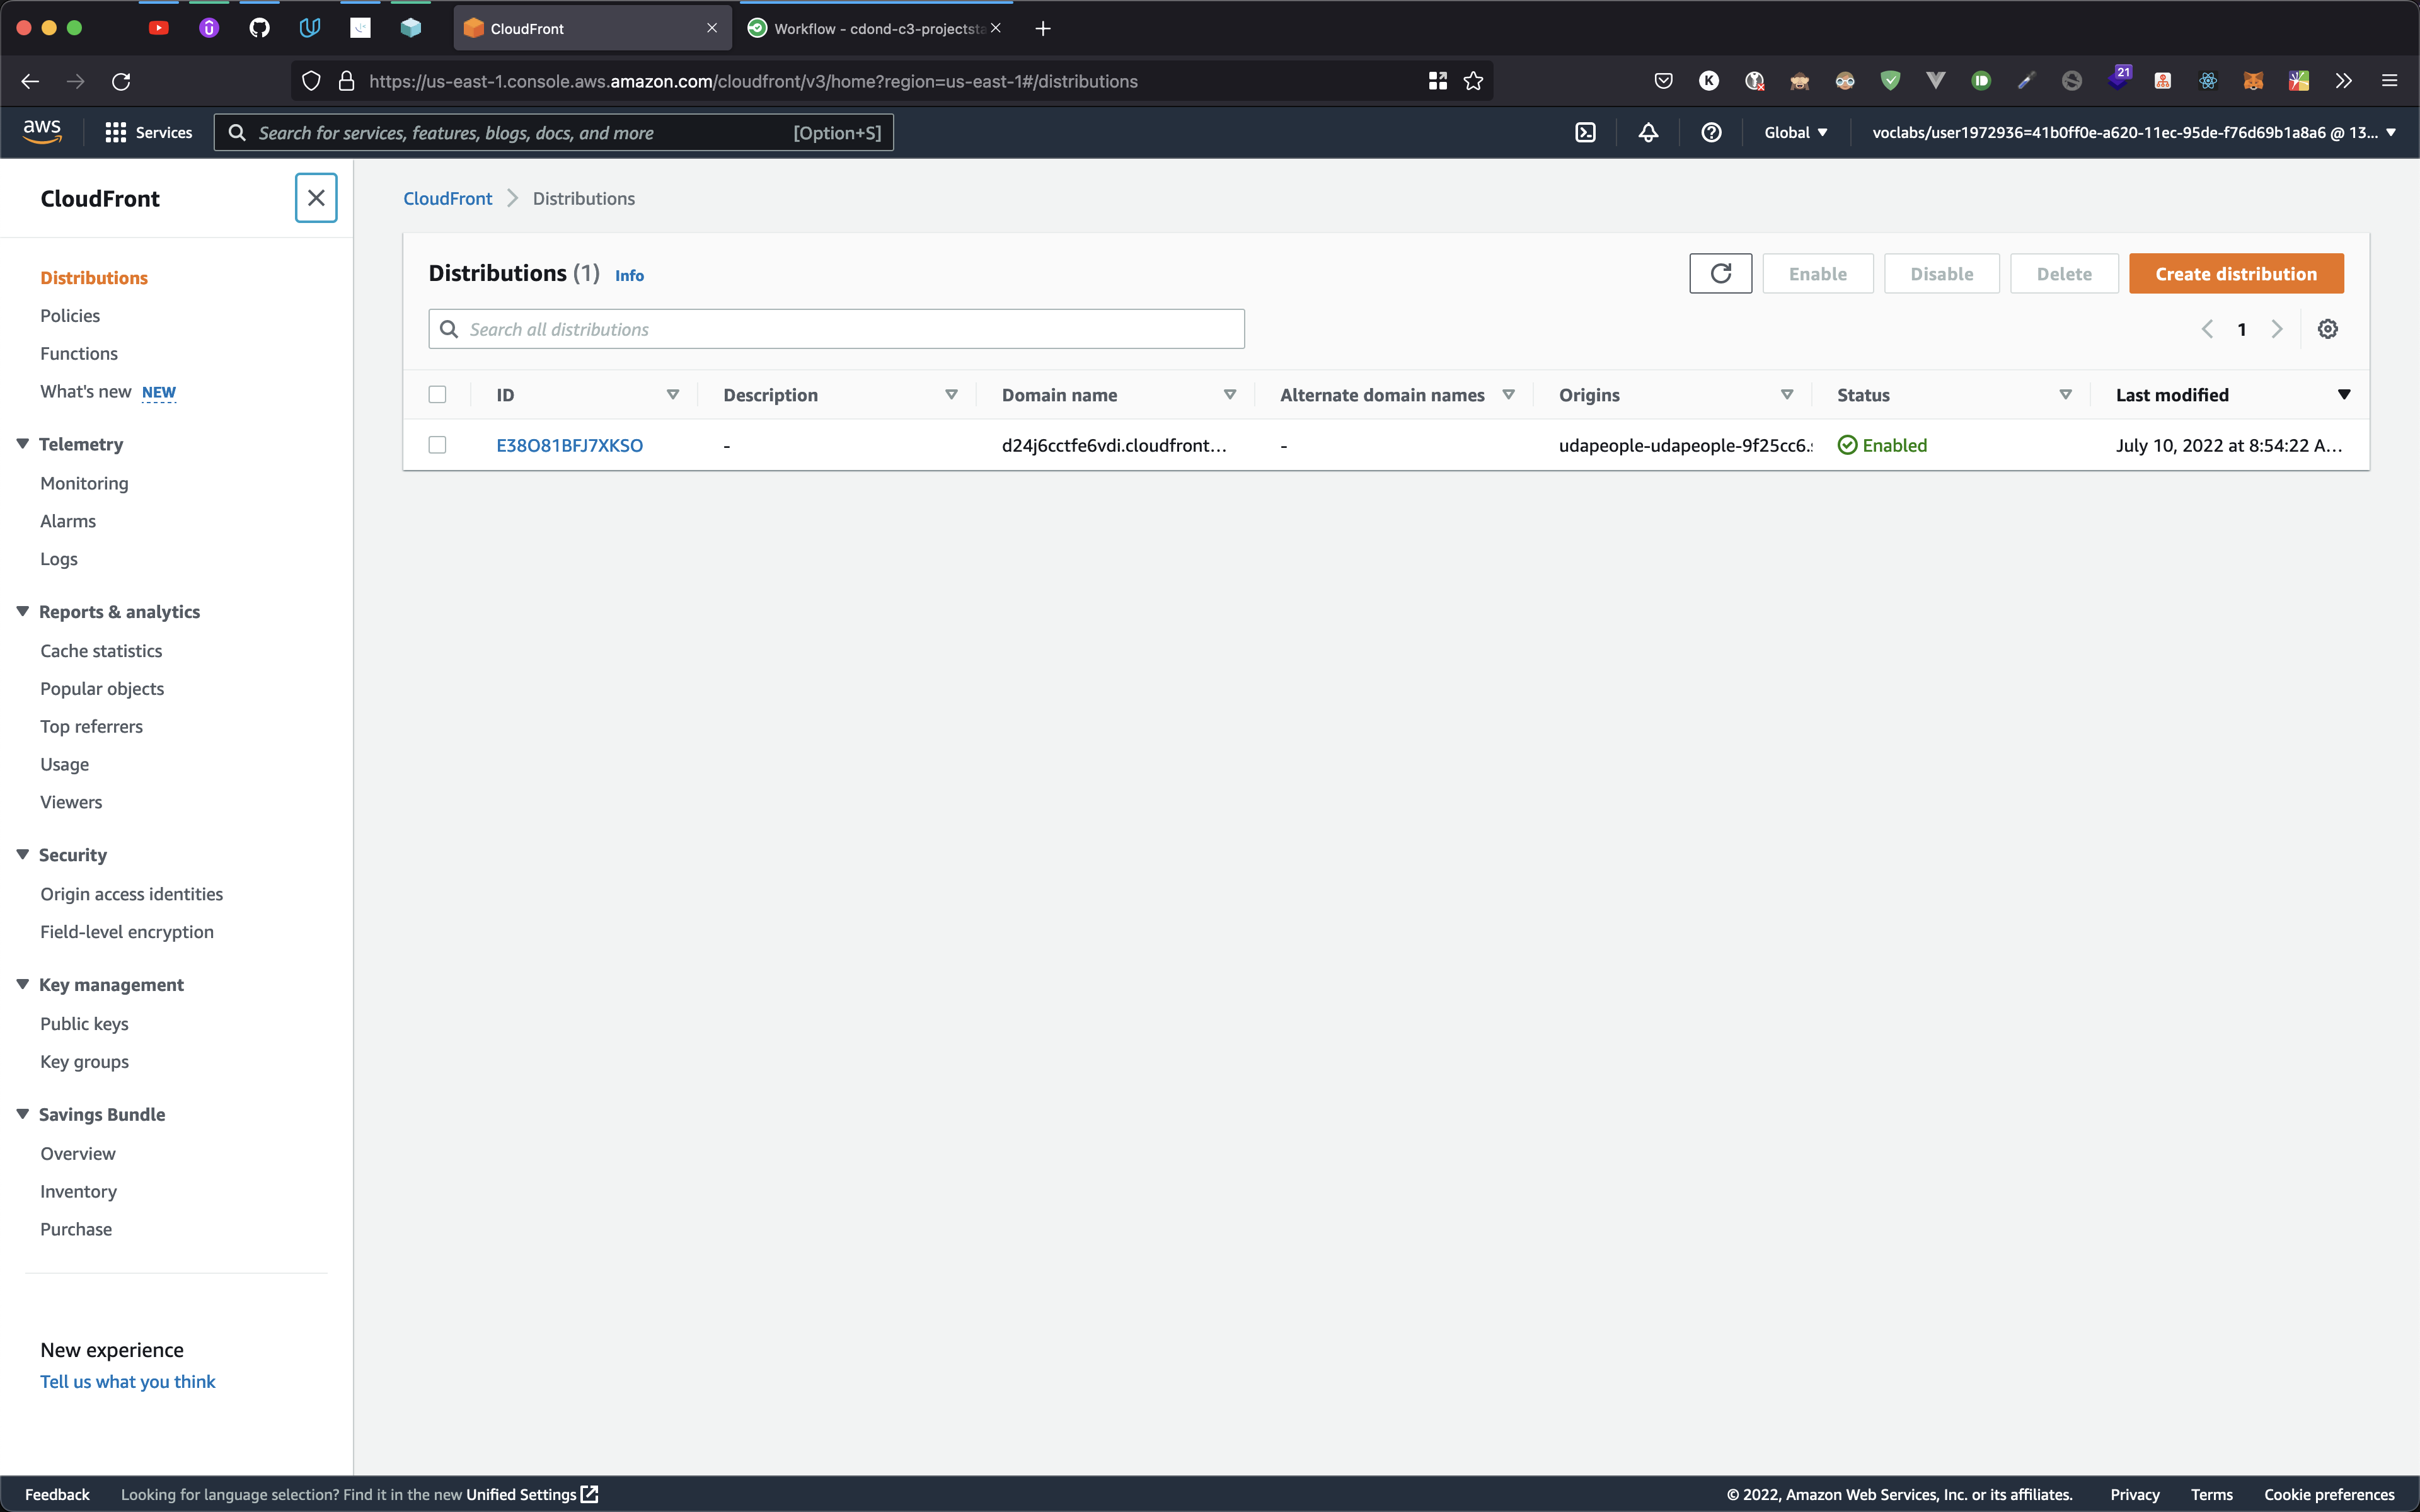 CloudFront
Workflow - cdond-c3-projectsta
https://us-east-1.console.aws.amazon.com/cloudfront/v3/home?region=us-east-1#/distributions
K
21
aws
Services
Search for services, features, blogs, docs, and more
[Option+S]
Global
voclabs/user1972936=41b0ff0e-a620-11ec-95de-f76d69b1a8a6 @ 13...
CloudFront
Distributions
Policies
Functions
What's new NEW
Telemetry
Monitoring
Alarms
Logs
Reports & analytics
Cache statistics
Popular objects
Top referrers
Usage
Viewers
Security
Origin access identities
Field-level encryption
Key management
Public keys
Key groups
Savings Bundle
Overview
Inventory
Purchase
New experience
Tell us what you think
CloudFront
Distributions
Distributions (1) Info
Enable
Disable
Delete
Create distribution
Search all distributions
1
ID
Description
Domain name
Alternate domain names
Origins
Status
Last modified
E38O81BFJ7XKSO
-
d24j6cctfe6vdi.cloudfront...
-
udapeople-udapeople-9f25cc6.s
Enabled
July 10, 2022 at 8:54:22 A...
Feedback
Looking for language selection? Find it in the new Unified Settings
© 2022, Amazon Web Services, Inc. or its affiliates.
Privacy
Terms
Cookie preferences